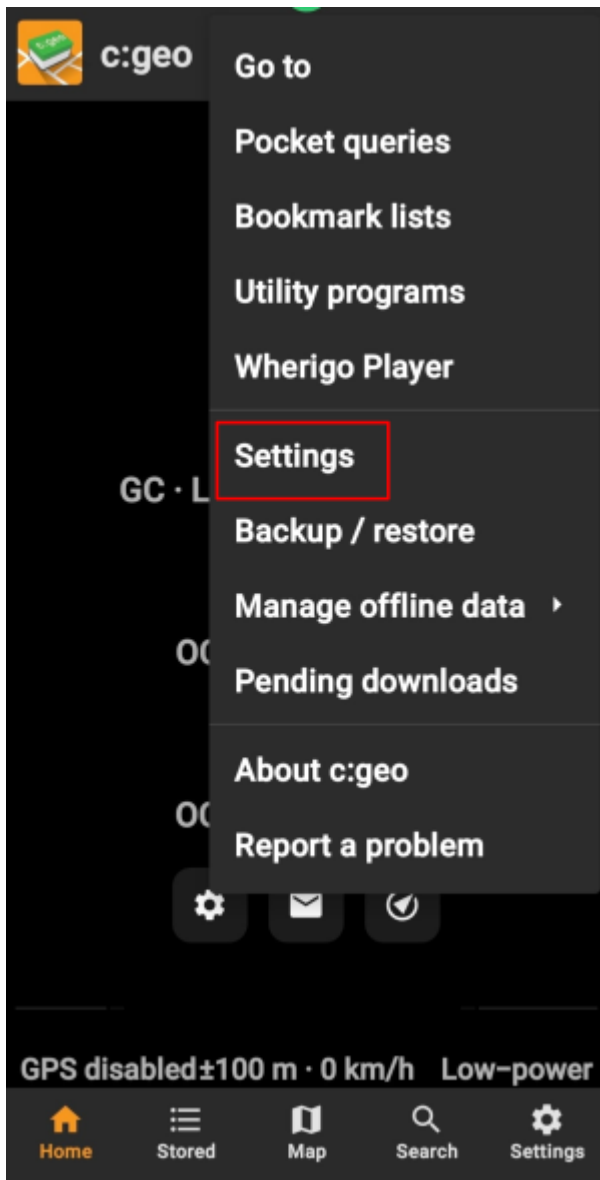 c:geo
Go to
Pocket queries
Bookmark lists
Utility programs
Wherigo Player
Settings
GC · L
Backup / restore
Manage offline data
OC
Pending downloads
About c:geo
OC
Report a problem
GPS disabled ±100 m · 0 km/h Low-power
Home Stored Map Search Settings